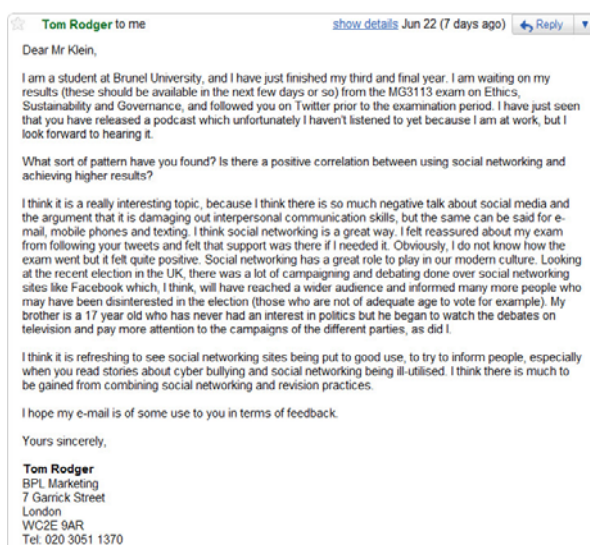 Tom Rodger to me show details Jun 22 (7 days ago) Reply
Dear Mr Klein,
I am a student at Brunel University, and I have just finished my third and final year. I am waiting on my
results (these should be available in the next few days or so) from the MG3113 exam on Ethics,
Sustainability and Governance, and followed you on Twitter prior to the examination period. I have just seen
that you have released a podcast which unfortunately I haven't listened to yet because I am at work, but I
look forward to hearing it.
What sort of pattern have you found? Is there a positive correlation between using social networking and
achieving higher results?
I think it is a really interesting topic, because I think there is so much negative talk about social media and
the argument that it is damaging out interpersonal communication skills, but the same can be said for e-
mail, mobile phones and texting. I think social networking is a great way. I felt reassured about my exam
from following your tweets and felt that support was there if I needed it. Obviously, I do not know how the
exam went but it felt quite positive. Social networking has a great role to play in our modern culture. Looking
at the recent election in the UK, there was a lot of campaigning and debating done over social networking
sites like Facebook which, I think, will have reached a wider audience and informed many more people who
may have been disinterested in the election (those who are not of adequate age to vote for example). My
brother is a 17 year old who has never had an interest in politics but he began to watch the debates on
television and pay more attention to the campaigns of the different parties, as did I.
I think it is refreshing to see social networking sites being put to good use, to try to inform people, especially
when you read stories about cyber bullying and social networking being ill-utilised. I think there is much to
be gained from combining social networking and revision practices.
I hope my e-mail is of some use to you in terms of feedback.
Yours sincerely,
Tom Rodger
BPL Marketing
7 Garrick Street
London
WC2E 9AR
Tel: 020 3051 1370